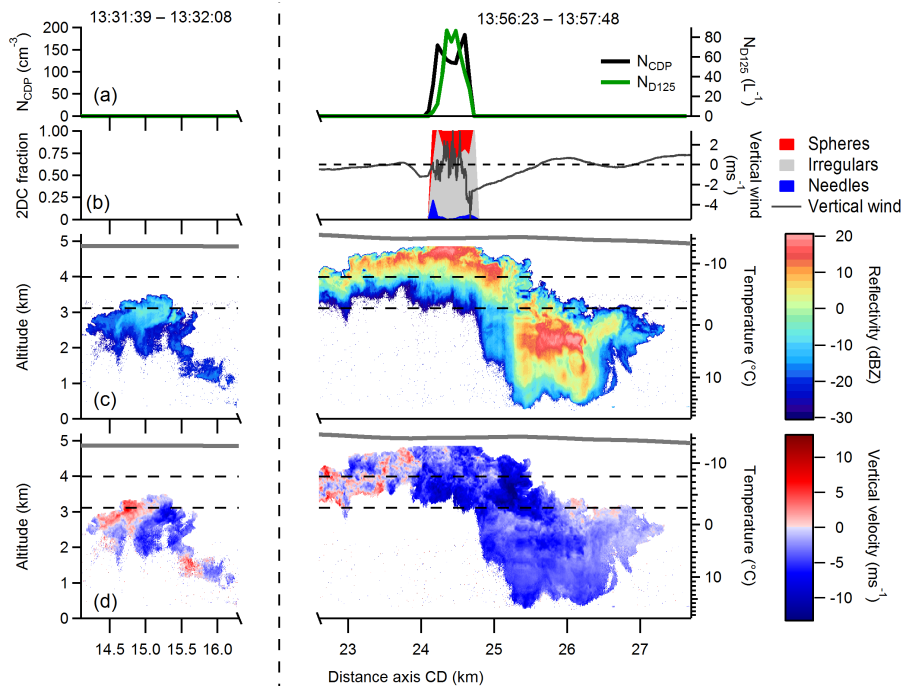 13:31:39 – 13:32:08
13:56:23 – 13:57:48
N_CDP (cm^-3)
200
150
100
50
0
(a)
N_CDP
N_D125
80
60
40
20
0
N_D125 (L^-1)
2DC fraction
1.00
0.75
0.50
0.25
0
(b)
2
0
-2
-4
Vertical wind
(ms^-1)
Spheres
Irregulars
Needles
Vertical wind
Altitude (km)
5
4
3
2
1
0
(c)
-10
0
10
Temperature (°C)
20
10
0
-10
-20
-30
Reflectivity (dBZ)
Altitude (km)
5
4
3
2
1
0
(d)
-10
0
10
Temperature (°C)
10
5
0
-5
-10
Vertical velocity (ms^-1)
14.5 15.0 15.5 16.0
23 24 25 26 27
Distance axis CD (km)